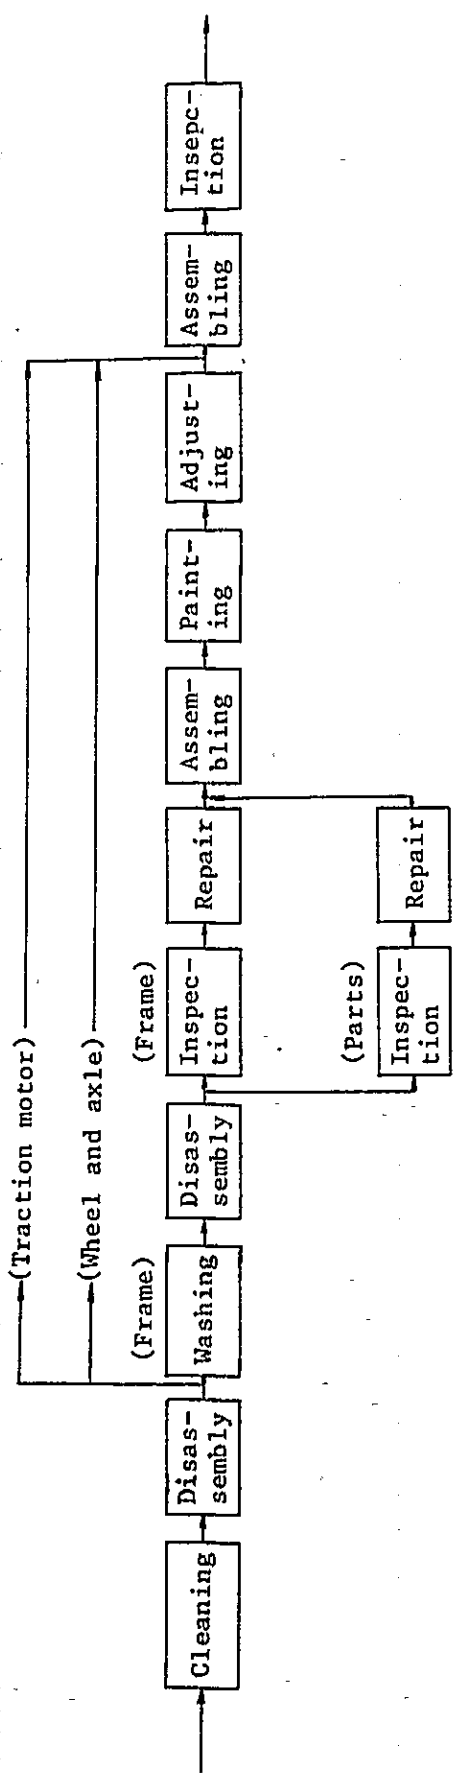 (Traction motor)
(Wheel and axle)
Cleaning
Disas-
sembly
(Frame)
Washing
Disas-
sembly
(Frame)
Inspec-
tion
Repair
Assem-
bling
Paint-
ing
Adjust-
ing
Assem-
bling
Insepc-
tion
(Parts)
Inspec-
tion
Repair